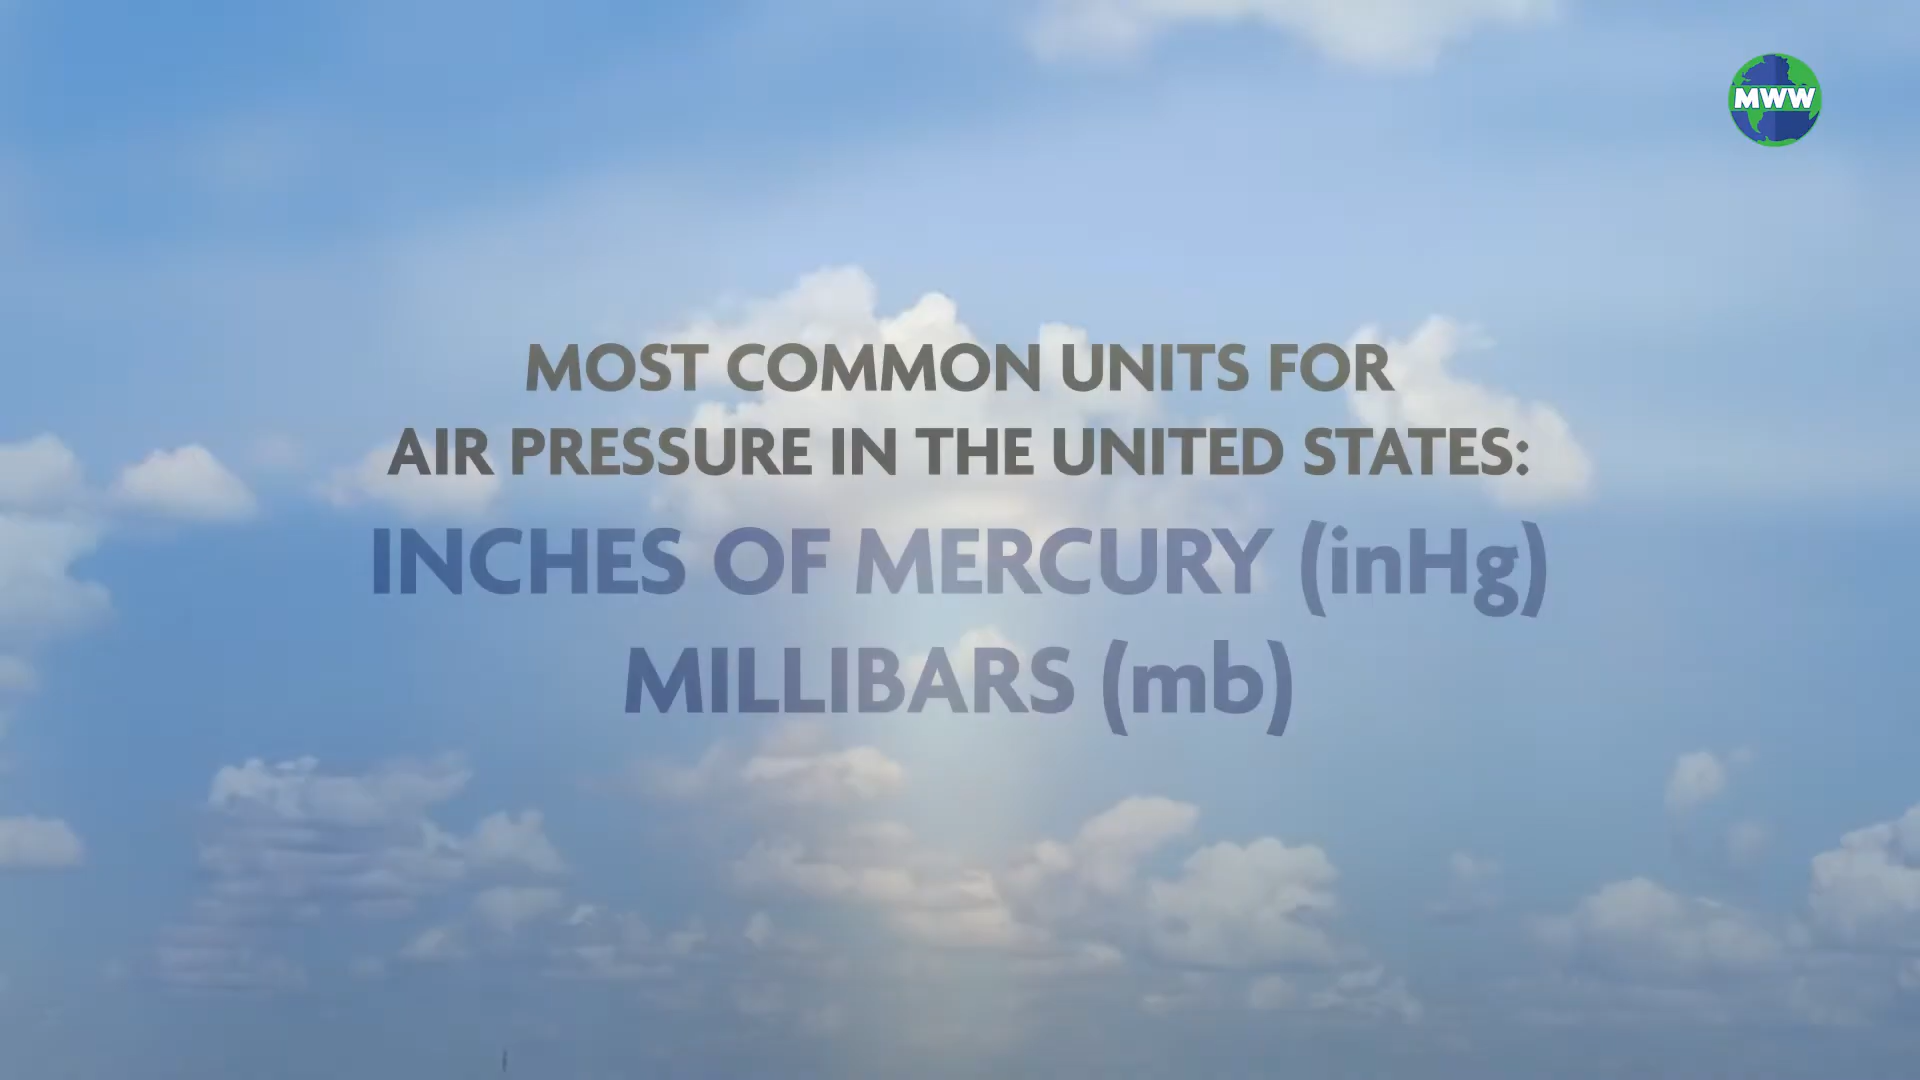 MWW
MOST COMMON UNITS FOR
AIR PRESSURE IN THE UNITED STATES:
INCHES OF MERCURY (inHg)
MILLIBARS (mb)